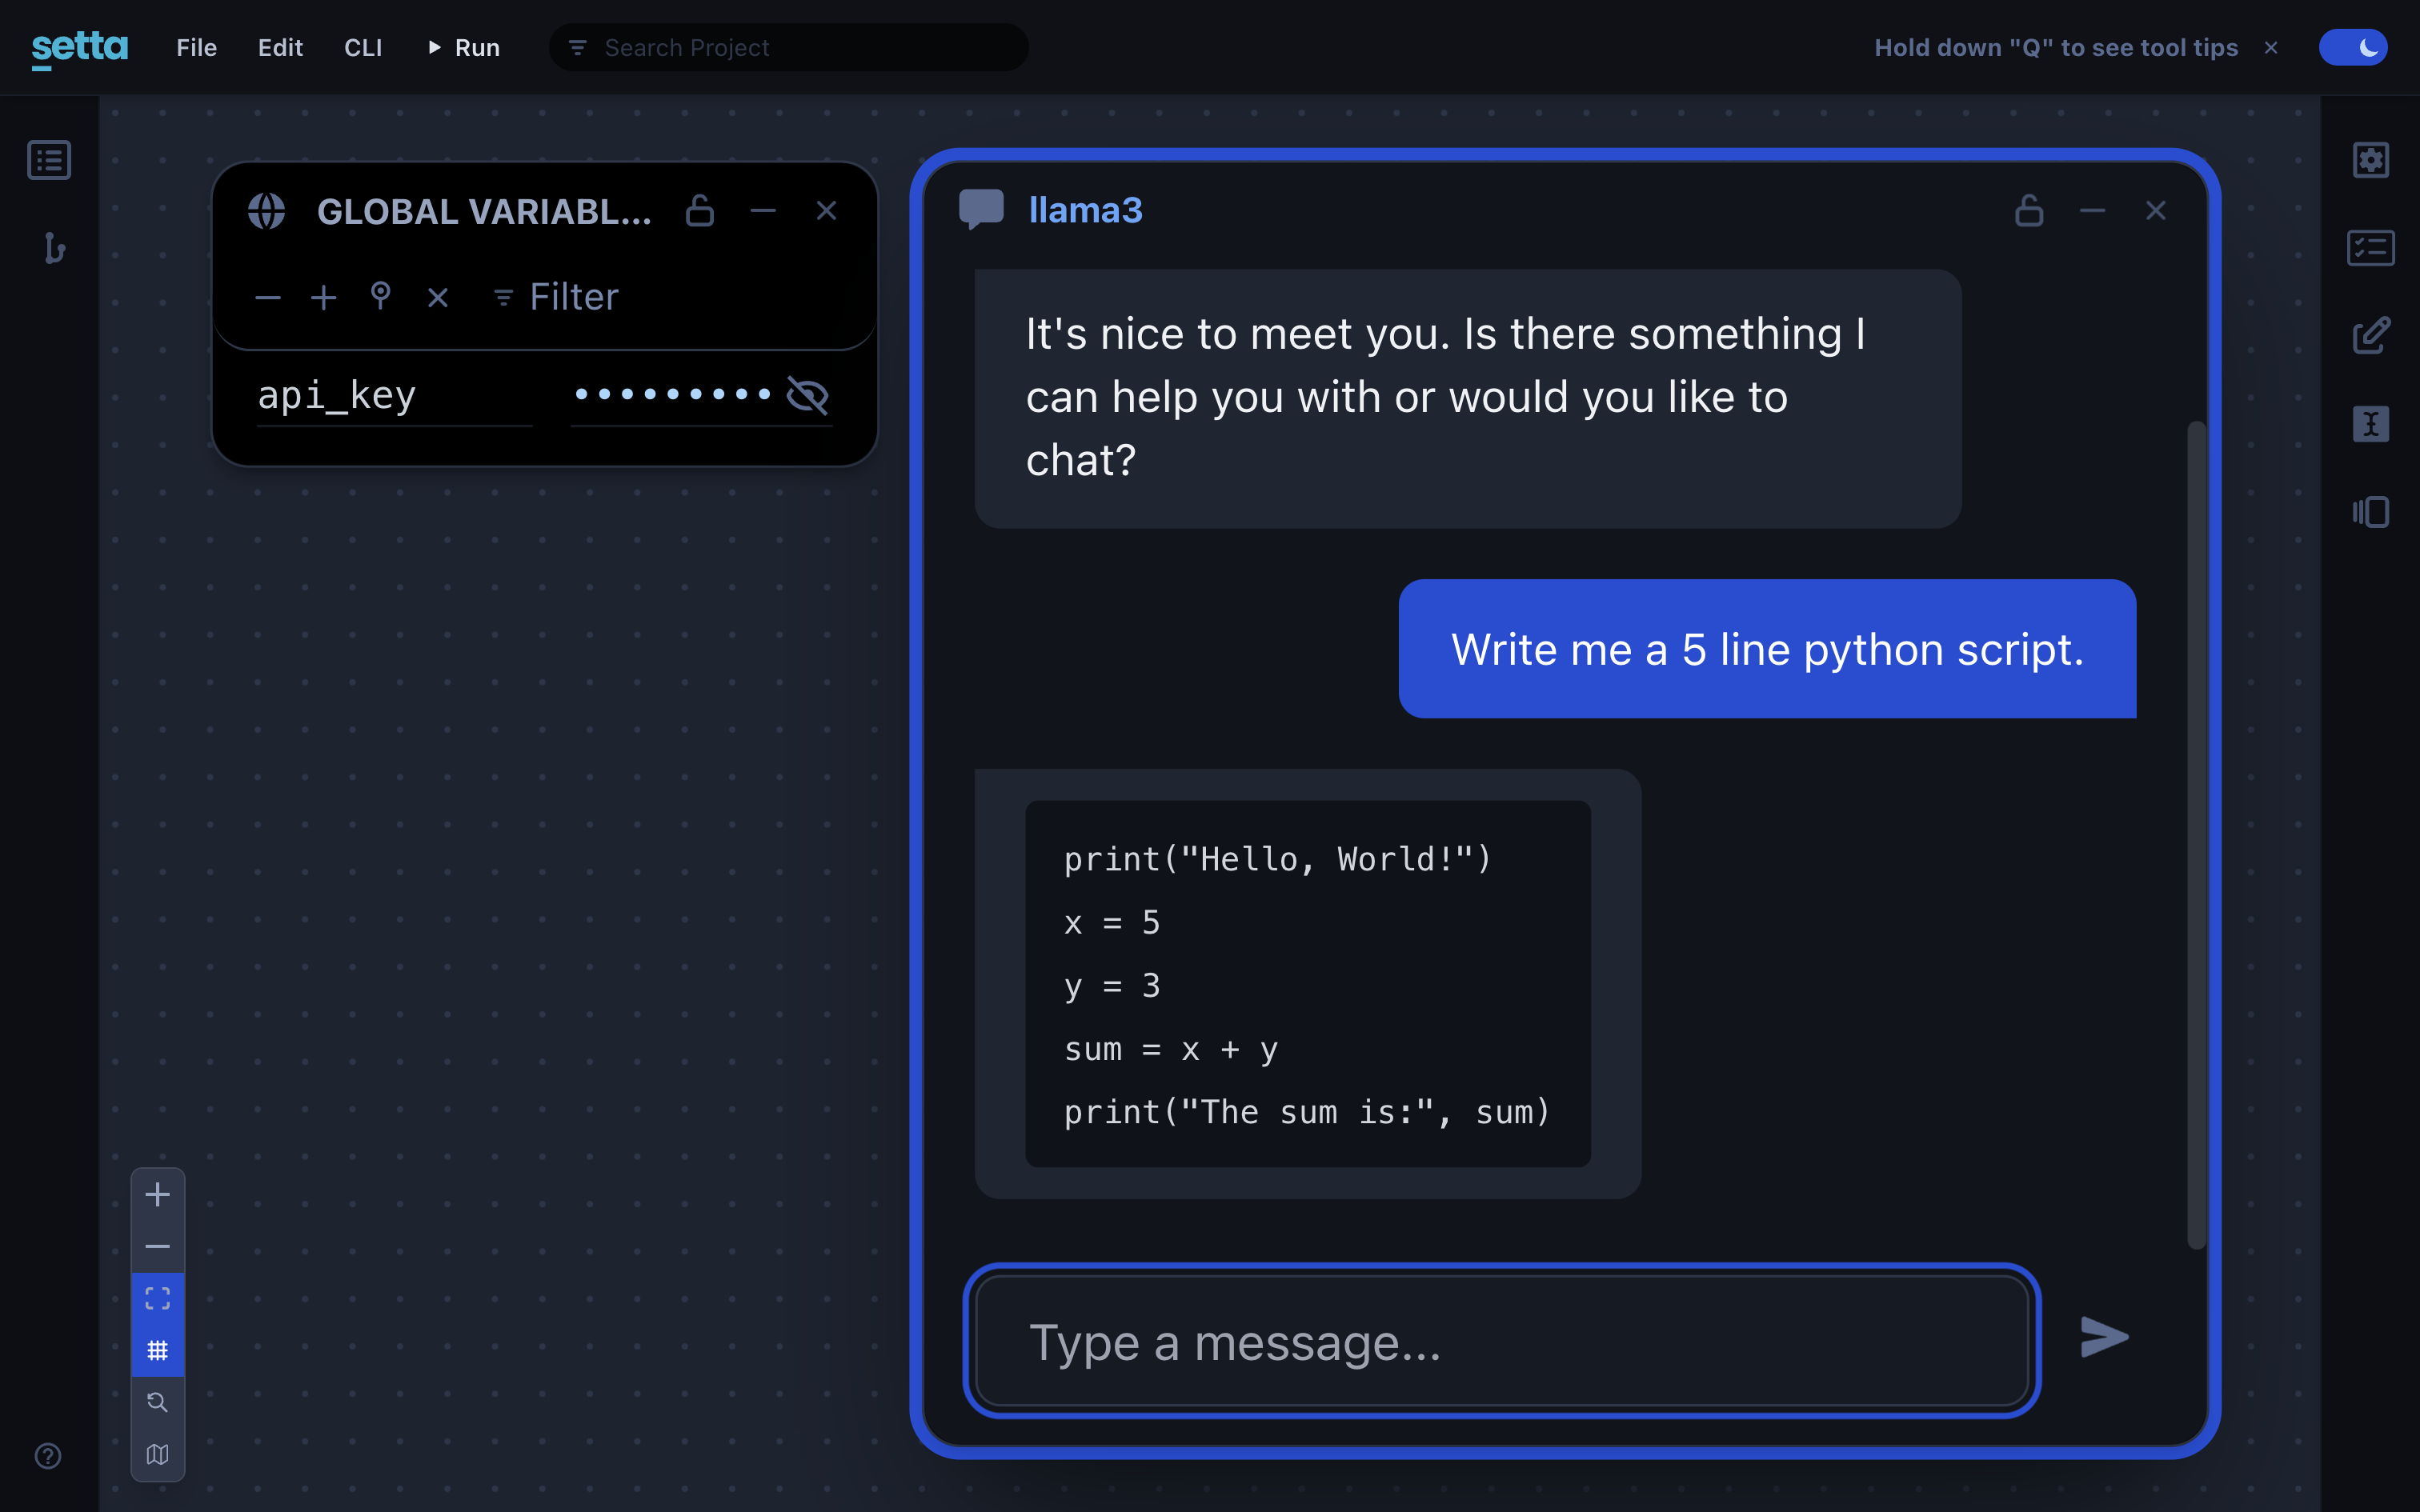 setta File Edit CLI Run Search Project Hold down "Q" to see tool tips
GLOBAL VARIABL...
Filter
api_key •••••••••
llama3
It's nice to meet you. Is there something I
can help you with or would you like to
chat?
Write me a 5 line python script.
print("Hello, World!")
x = 5
y = 3
sum = x + y
print("The sum is:", sum)
Type a message...